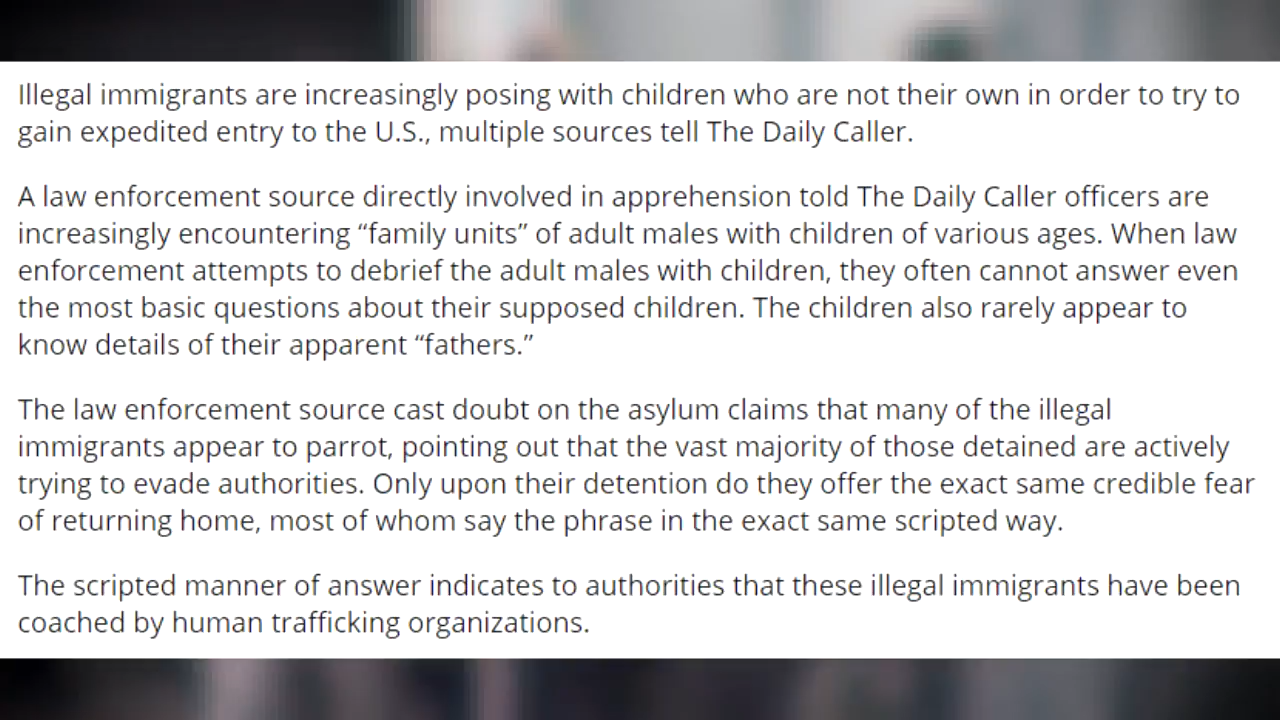 Illegal immigrants are increasingly posing with children who are not their own in order to try to
gain expedited entry to the U.S., multiple sources tell The Daily Caller.
A law enforcement source directly involved in apprehension told The Daily Caller officers are
increasingly encountering “family units” of adult males with children of various ages. When law
enforcement attempts to debrief the adult males with children, they often cannot answer even
the most basic questions about their supposed children. The children also rarely appear to
know details of their apparent “fathers.”
The law enforcement source cast doubt on the asylum claims that many of the illegal
immigrants appear to parrot, pointing out that the vast majority of those detained are actively
trying to evade authorities. Only upon their detention do they offer the exact same credible fear
of returning home, most of whom say the phrase in the exact same scripted way.
The scripted manner of answer indicates to authorities that these illegal immigrants have been
coached by human trafficking organizations.